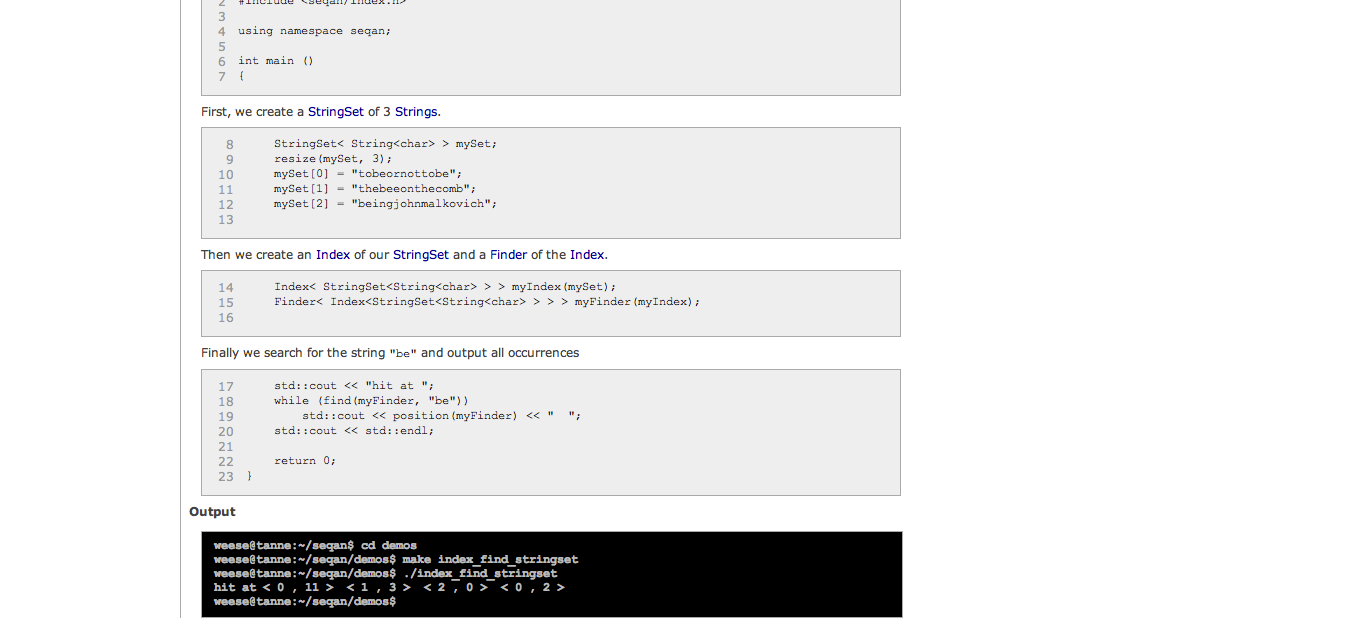 2 #include <seqan/index.h>
3
4 using namespace seqan;
5
6 int main ()
7 {
First, we create a StringSet of 3 Strings.
8 StringSet< String<char> > mySet;
9 resize(mySet, 3);
10 mySet[0] = "tobeornottobe";
11 mySet[1] = "thebeeonthecomb";
12 mySet[2] = "beingjohnmalkovich";
13
Then we create an Index of our StringSet and a Finder of the Index.
14 Index< StringSet<String<char> > > myIndex(mySet);
15 Finder< Index<StringSet<String<char> > > > myFinder(myIndex);
16
Finally we search for the string "be" and output all occurrences
17 std::cout << "hit at ";
18 while (find(myFinder, "be"))
19 std::cout << position(myFinder) << "  ";
20 std::cout << std::endl;
21
22 return 0;
23 }
Output
weese@tanne:~/seqan$ cd demos
weese@tanne:~/seqan/demos$ make index_find_stringset
weese@tanne:~/seqan/demos$ ./index_find_stringset
hit at < 0 , 11 >  < 1 , 3 >  < 2 , 0 >  < 0 , 2 >
weese@tanne:~/seqan/demos$